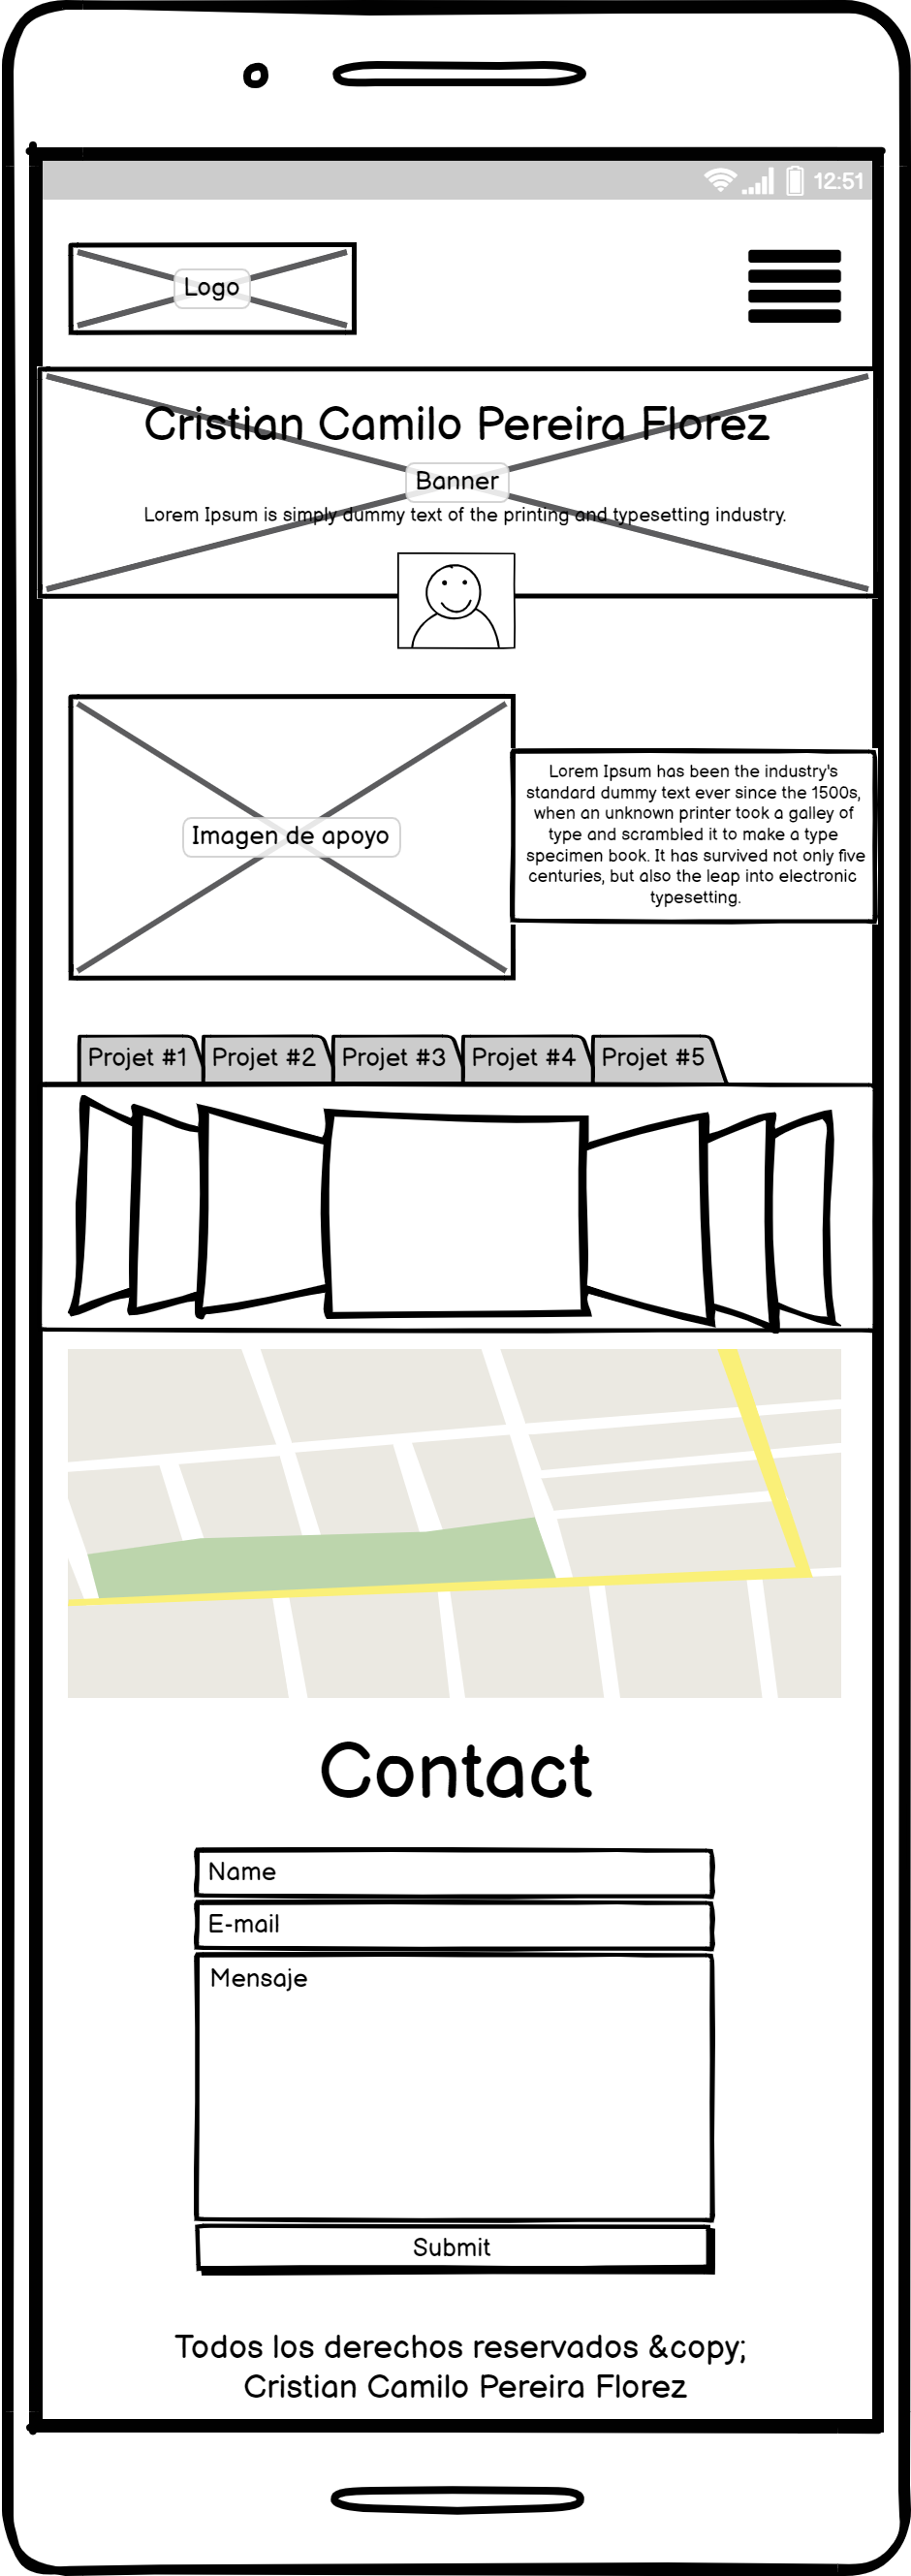 12:51
Logo
Cristian Camilo Pereira Florez
Banner
Lorem Ipsum is simply dummy text of the printing and typesetting industry.
Imagen de apoyo
Lorem Ipsum has been the industry's
standard dummy text ever since the 1500s,
when an unknown printer took a galley of
type and scrambled it to make a type
specimen book. It has survived not only five
centuries, but also the leap into electronic
typesetting.
Projet #1 Projet #2 Projet #3 Projet #4 Projet #5
Contact
Name
E-mail
Mensaje
Submit
Todos los derechos reservados &copy;
Cristian Camilo Pereira Florez